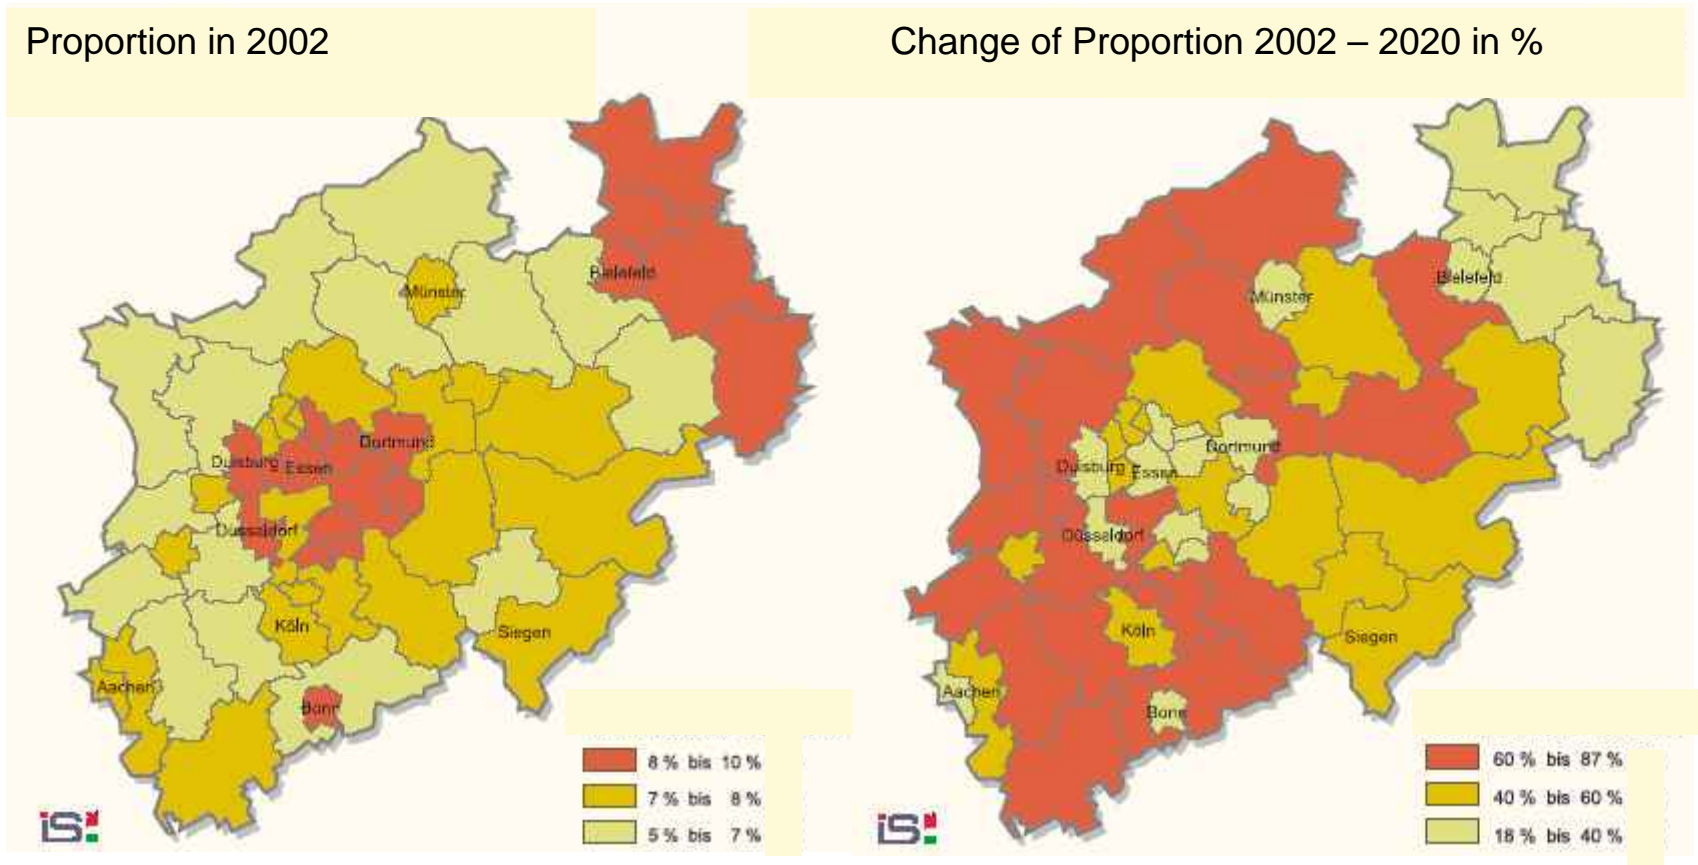 Proportion in 2002
Change of Proportion 2002 – 2020 in %
Bielefeld
Münster
Dortmund
Duisburg
Essen
Düsseldorf
Köln
Siegen
Aachen
Bonn
8 % bis 10 %
7 % bis 8 %
5 % bis 7 %
iS!
Bielefeld
Münster
Dortmund
Duisburg
Essen
Düsseldorf
Köln
Siegen
Aachen
Bonn
60 % bis 87 %
40 % bis 60 %
18 % bis 40 %
iS!